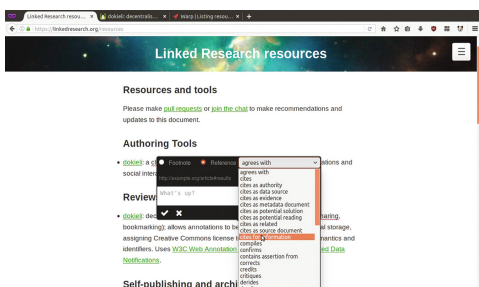 Linked Research resou... ×
dokieli: decentralis... ×
Warp | Listing resou... ×
https://linkedresearch.org/resources
Linked Research resources
Resources and tools
Please make pull requests or join the chat to make recommendations and
updates to this document.
Authoring Tools
dokieli: a ations and
social inter
Footnote Reference agrees with
http://example.org/article#results
What's up?
agrees with
cites
cites as authority
cites as data source
cites as evidence
cites as metadata document
cites as potential solution
cites as potential reading
cites as related
cites as source document
cites for information
compiles
confirms
contains assertion from
corrects
credits
critiques
derides
Review
dokieli: dec haring,
bookmarking); allows annotations to be al storage,
assigning Creative Commons license mantics and
identifiers. Uses W3C Web Annotation ed Data
Notifications.
Self-publishing and archi